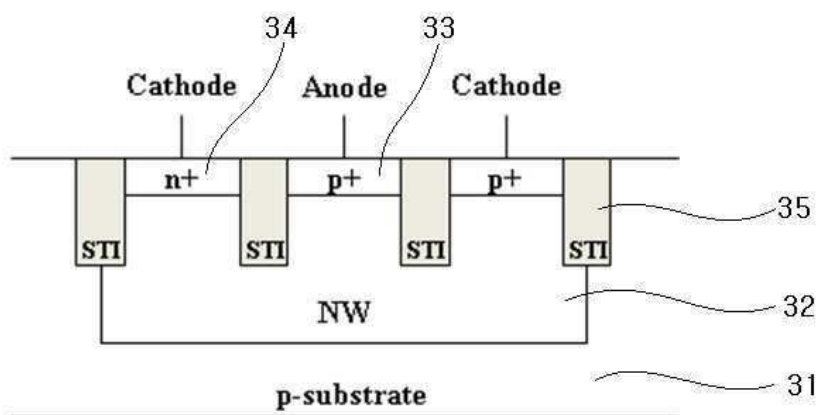 34 33
Cathode Anode Cathode
n+ p+ p+
35
STI STI STI STI
NW
32
31
p-substrate